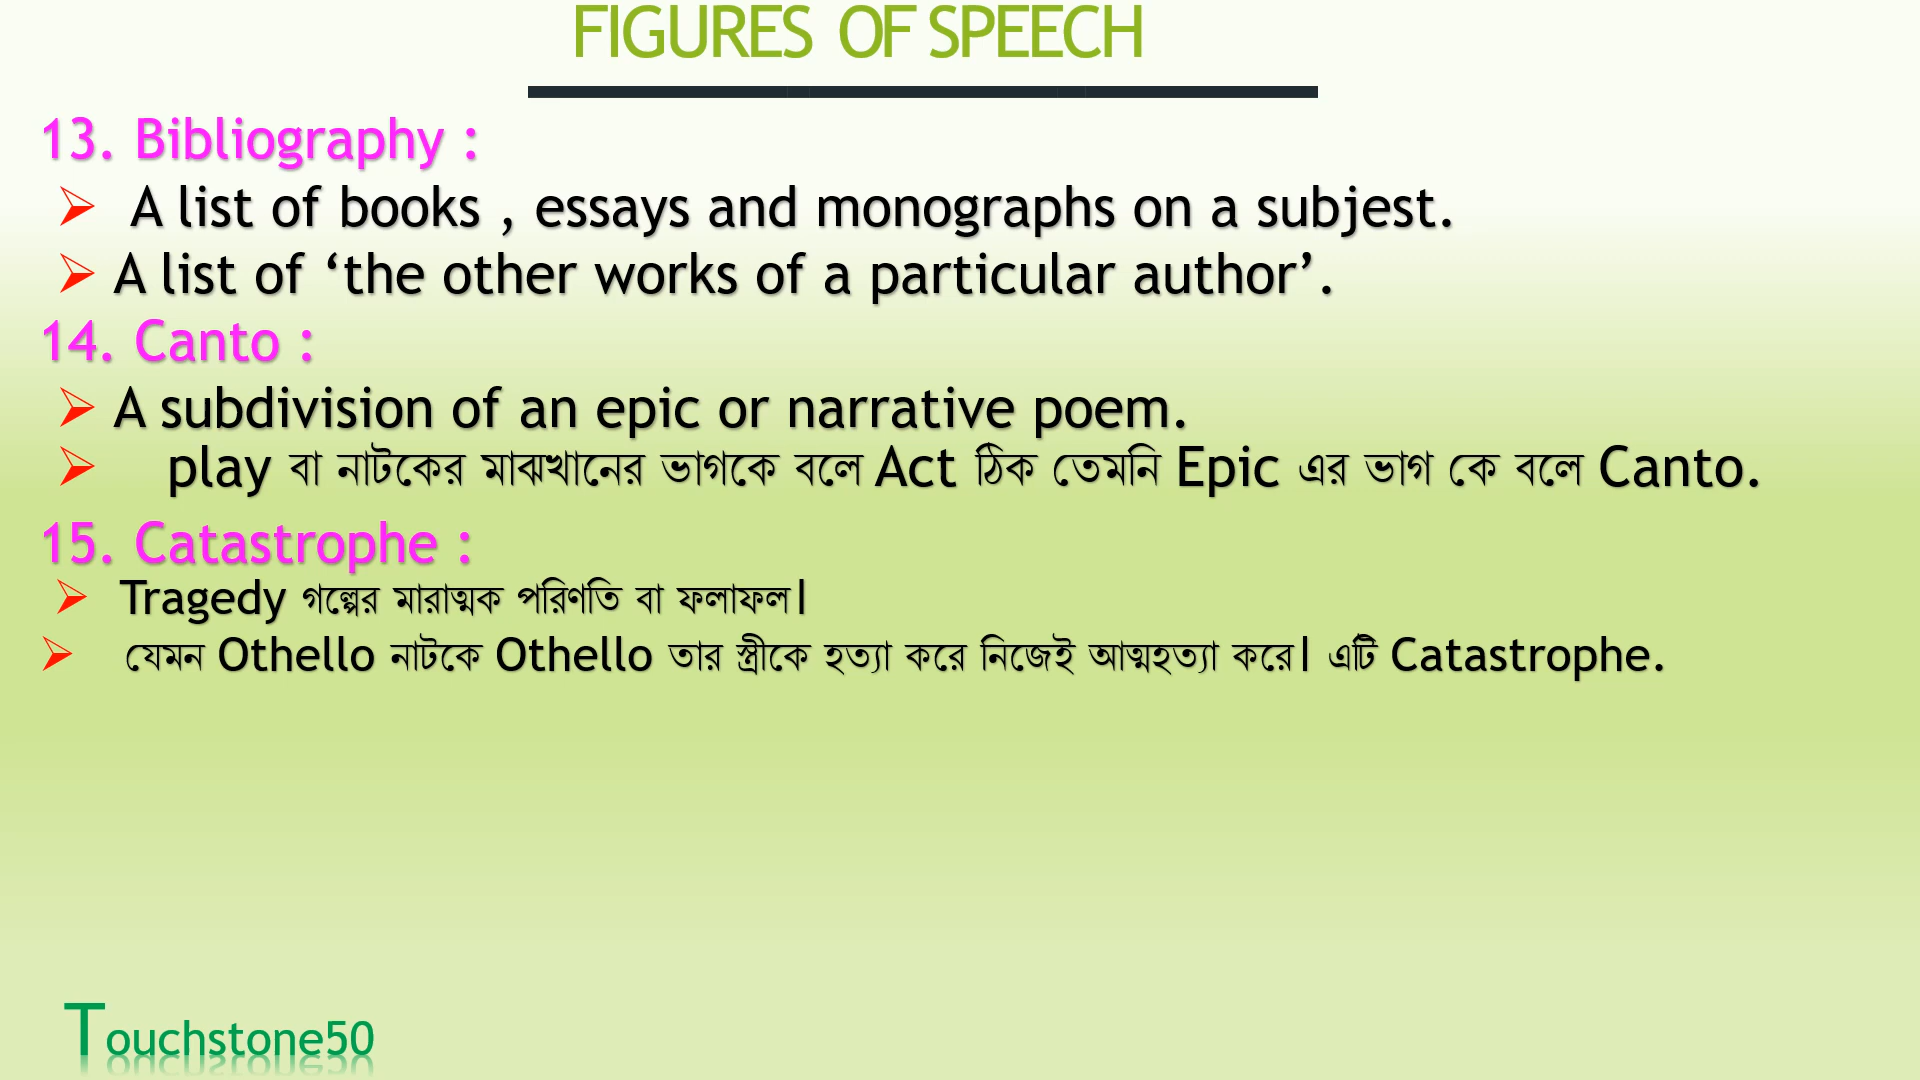 FIGURES OF SPEECH
13. Bibliography :
➢ A list of books , essays and monographs on a subjest.
➢ A list of ‘the other works of a particular author’.
14. Canto :
➢ A subdivision of an epic or narrative poem.
➢ play বা নাটকের মাঝখানের ভাগকে বলে Act ঠিক তেমনি Epic এর ভাগ কে বলে Canto.
15. Catastrophe :
➢ Tragedy গল্পের মারাত্মক পরিণতি বা ফলাফল।
➢ যেমন Othello নাটকে Othello তার স্ত্রীকে হত্যা করে নিজেই আত্মহত্যা করে। এটি Catastrophe.
Touchstone50